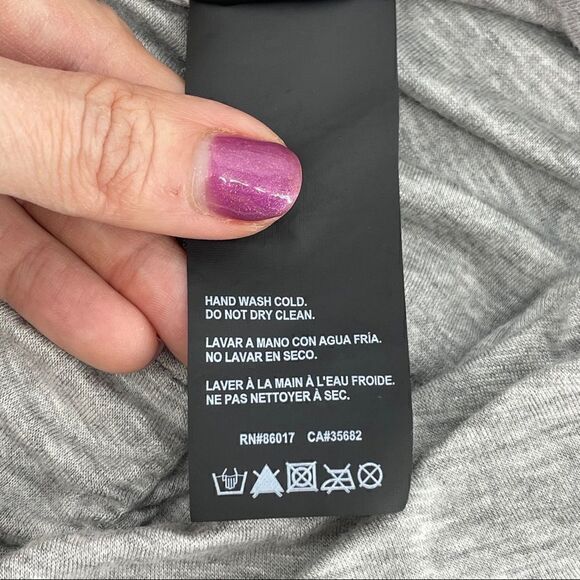 HAND WASH COLD.
DO NOT DRY CLEAN.
LAVAR A MANO CON AGUA FRÍA.
NO LAVAR EN SECO.
LAVER À LA MAIN À L'EAU FROIDE.
NE PAS NETTOYER À SEC.
RN#86017 CA#35682